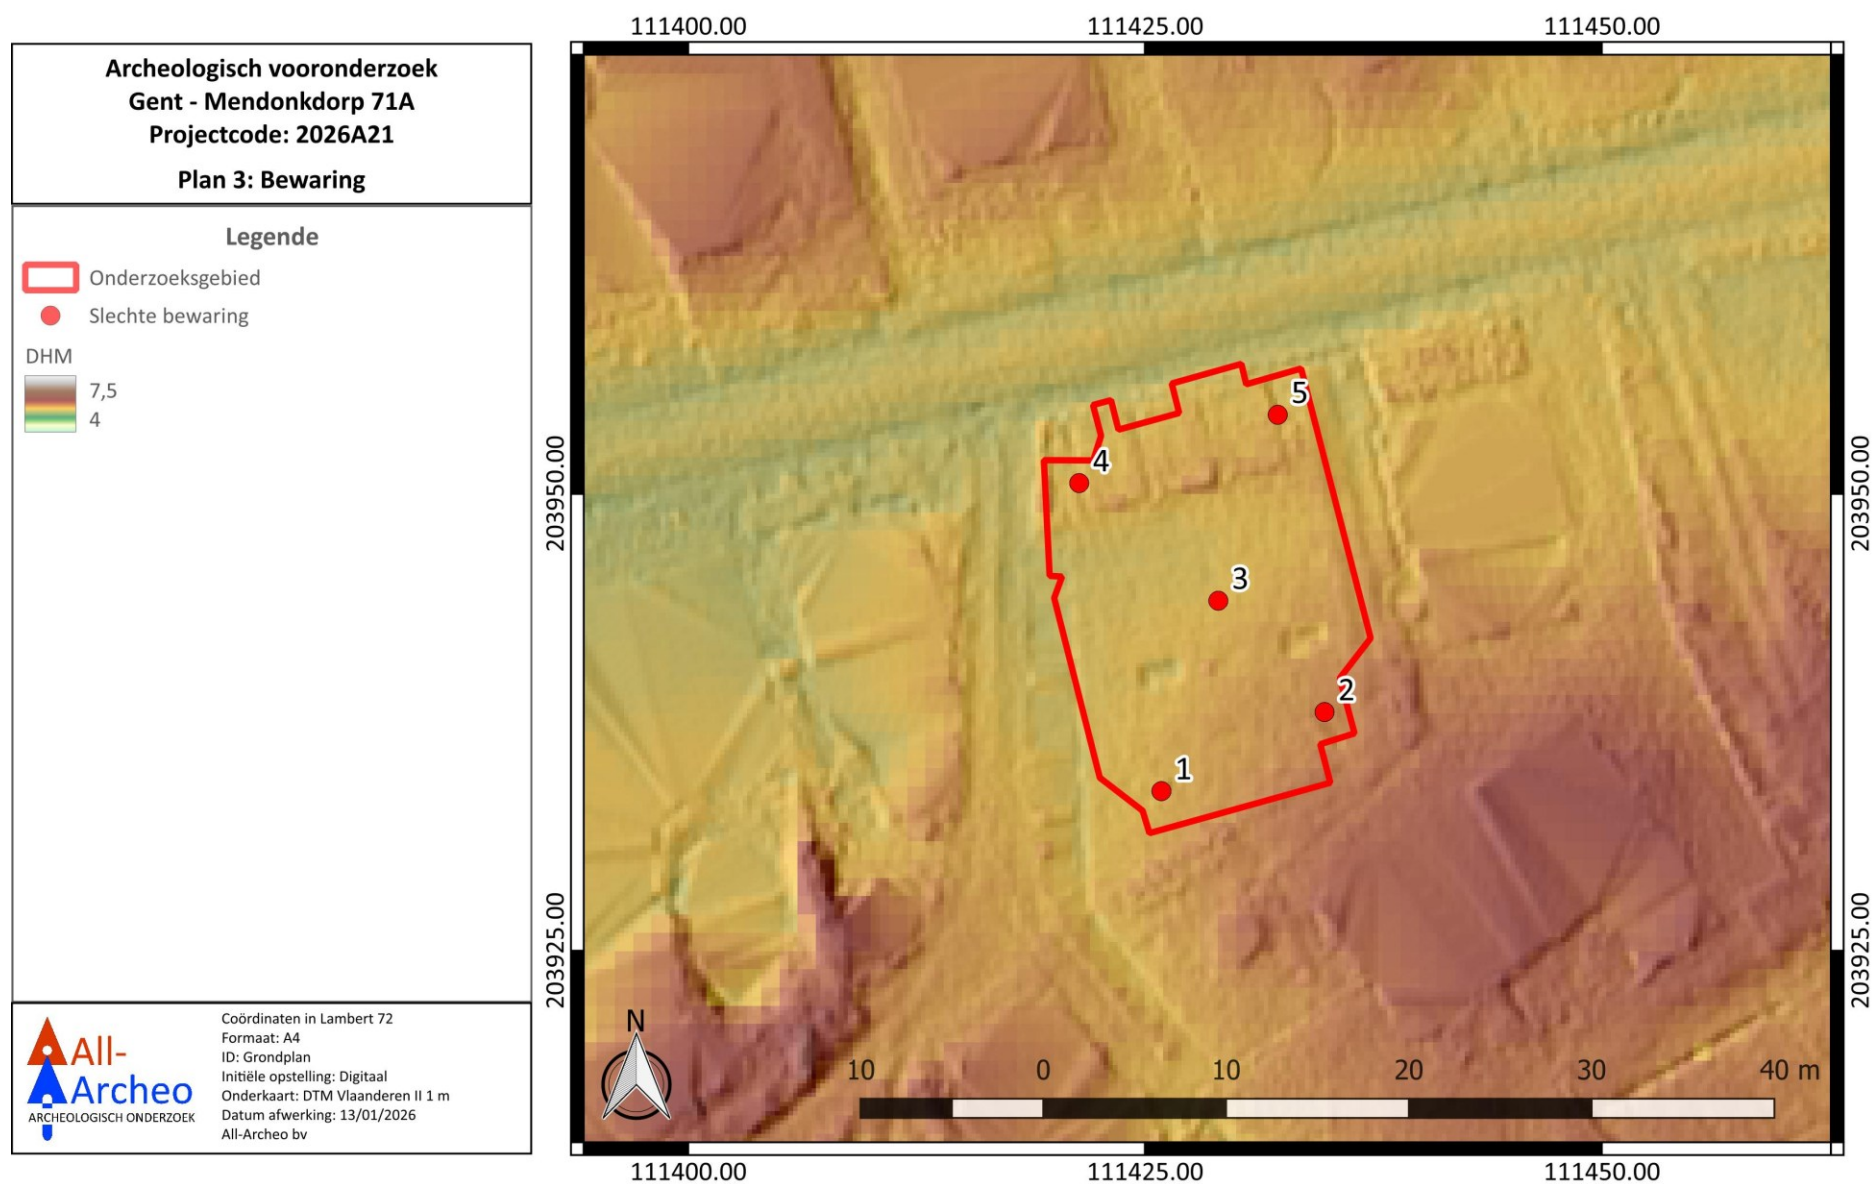 Archeologisch vooronderzoek
Gent - Mendonkdorp 71A
Projectcode: 2026A21
Plan 3: Bewaring
Legende
Onderzoeksgebied
Slechte bewaring
DHM
7,5
4
All-
Archeo
ARCHEOLOGISCH ONDERZOEK
Coördinaten in Lambert 72
Formaat: A4
ID: Grondplan
Initiële opstelling: Digitaal
Onderkaart: DTM Vlaanderen II 1 m
Datum afwerking: 13/01/2026
All-Archeo bv
111400.00 111425.00 111450.00
203950.00 203950.00
203925.00 203925.00
5
4
3
2
1
N
10 0 10 20 30 40 m
111400.00 111425.00 111450.00